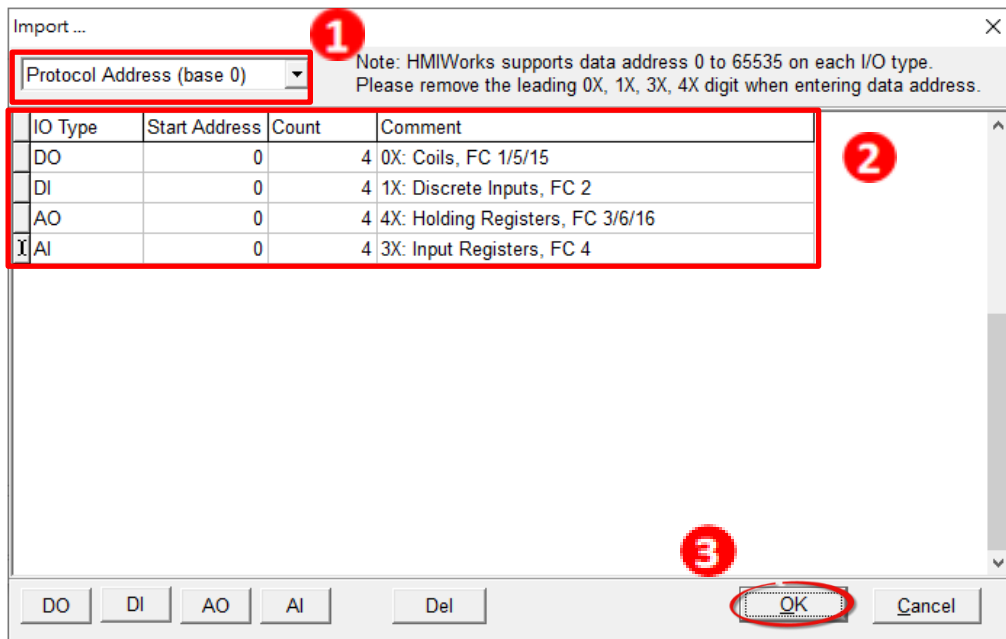 Import ...
1
Protocol Address (base 0)
Note: HMIWorks supports data address 0 to 65535 on each I/O type.
Please remove the leading 0X, 1X, 3X, 4X digit when entering data address.
IO Type Start Address Count Comment
2
DO 0 4 0X: Coils, FC 1/5/15
DI 0 4 1X: Discrete Inputs, FC 2
AO 0 4 4X: Holding Registers, FC 3/6/16
AI 0 4 3X: Input Registers, FC 4
3
DO DI AO AI Del OK Cancel